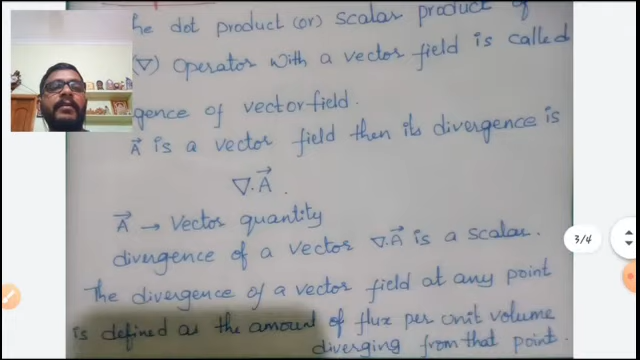 he dot product (or) scalar product of
(∇) operator with a vector field is called
gence of vector field.
A⃗ is a vector field then its divergence is
∇.A⃗.
A⃗ → Vector quantity
divergence of a vector ∇.A⃗ is a scalar.
3/4
The divergence of a vector field at any point
is defined as the amount of flux per unit volume
diverging from that point.